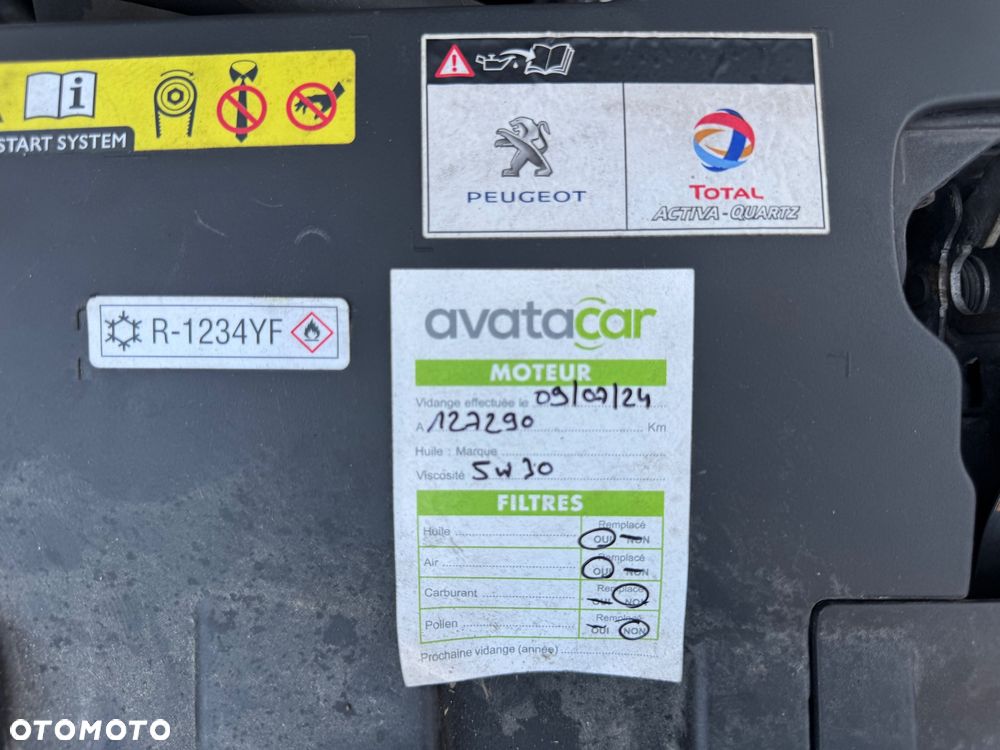 START SYSTEM
PEUGEOT
TOTAL
ACTIVA-QUARTZ
R-1234YF
avatacar
MOTEUR
Vidange effectuée le 09/07/24
A 127290 Km
Huile : Marque
Viscosité 5w30
FILTRES
Huile Remplacé
OUI NON
Air Remplacé
OUI NON
Carburant Remplacé
OUI NON
Pollen Remplacé
OUI NON
Prochaine vidange (année)
OTOMOTO